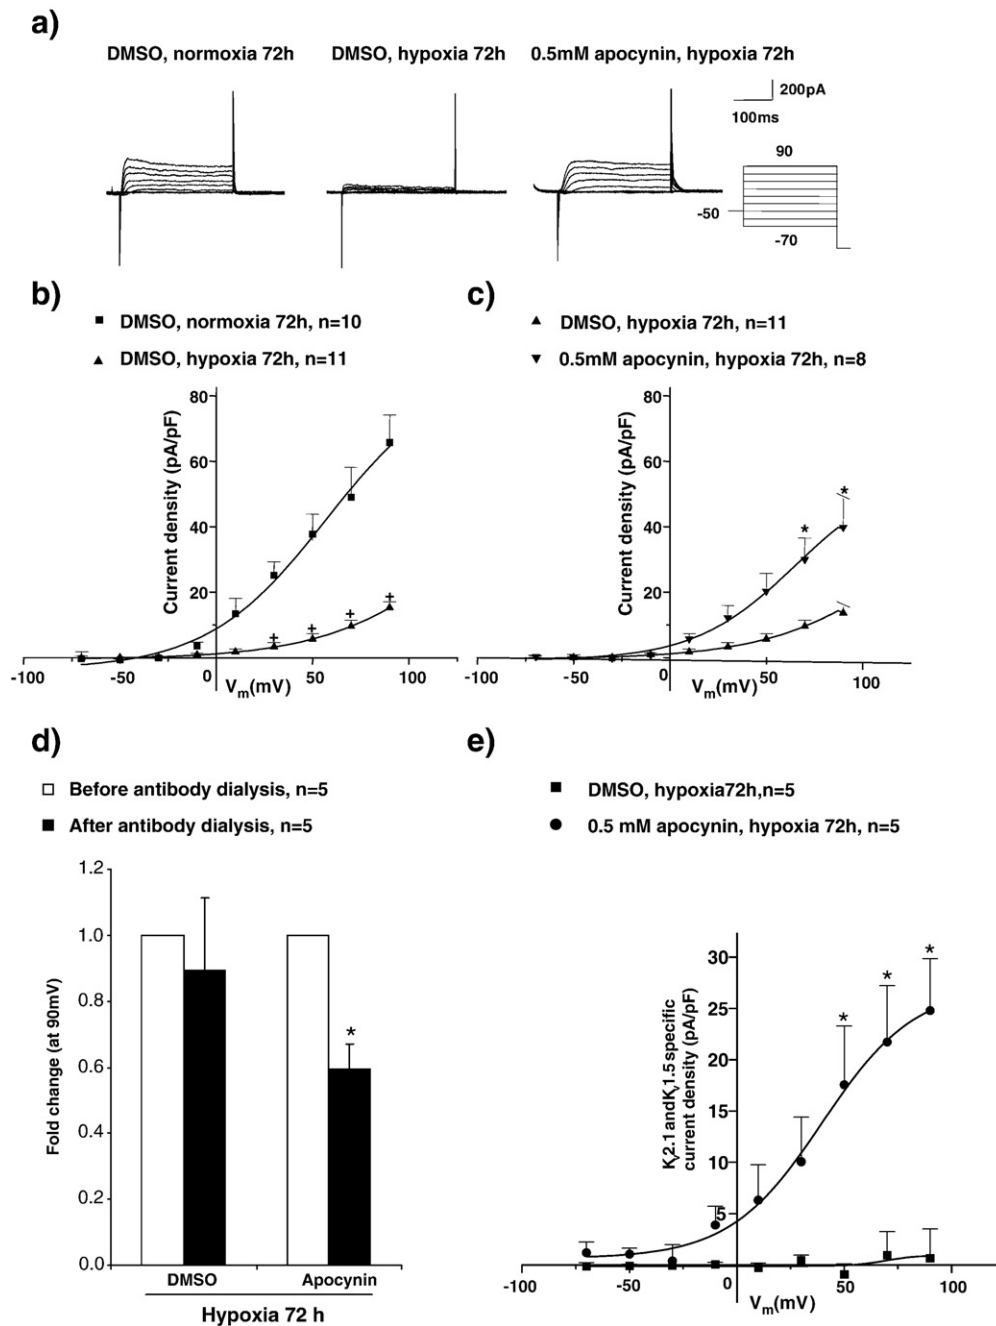 a)
DMSO, normoxia 72h
DMSO, hypoxia 72h
0.5mM apocynin, hypoxia 72h
200pA
100ms
90
-50
-70
b)
■ DMSO, normoxia 72h, n=10
▲ DMSO, hypoxia 72h, n=11
Current density (pA/pF)
80
60
40
20
+ + + +
-100 -50 0 50 100
Vm(mV)
c)
▲ DMSO, hypoxia 72h, n=11
▼ 0.5mM apocynin, hypoxia 72h, n=8
Current density (pA/pF)
80
60
40
20
* *
-100 -50 0 50 100
Vm(mV)
d)
□ Before antibody dialysis, n=5
■ After antibody dialysis, n=5
Fold change (at 90mV)
1.2
1.0
0.8
0.6
0.4
0.2
0.0
*
DMSO Apocynin
Hypoxia 72 h
e)
■ DMSO, hypoxia72h,n=5
● 0.5 mM apocynin, hypoxia 72h, n=5
Kv2.1 andKv1.5 specific
current density (pA/pF)
30
25
20
15
10
5
* * *
-100 -50 0 50 100
Vm(mV)